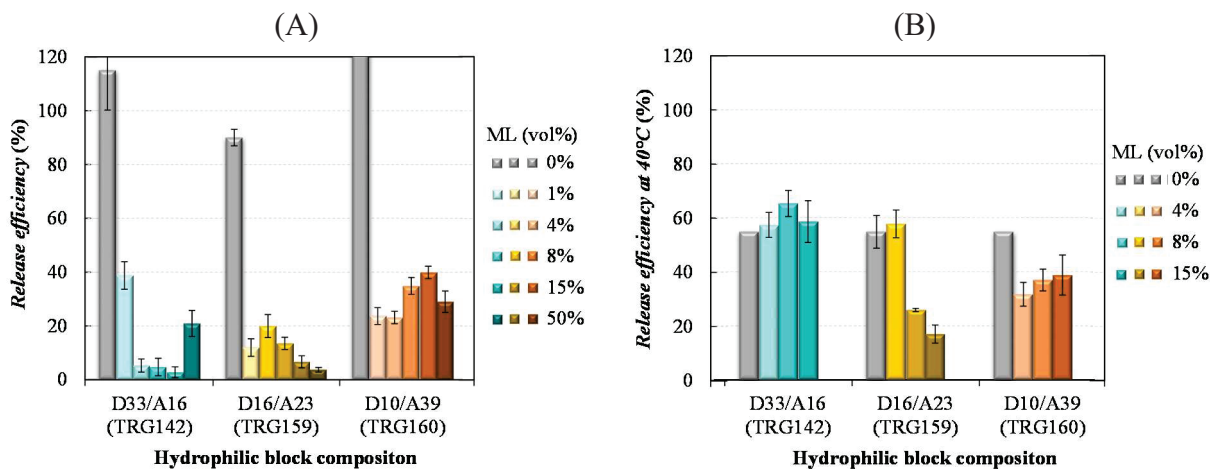 (A)
Release efficiency (%)
120
100
80
60
40
20
0
D33/A16
(TRG142)
D16/A23
(TRG159)
D10/A39
(TRG160)
Hydrophilic block compositon
ML (vol%)
0%
1%
4%
8%
15%
50%
(B)
Release efficiency at 40°C (%)
120
100
80
60
40
20
0
D33/A16
(TRG142)
D16/A23
(TRG159)
D10/A39
(TRG160)
Hydrophilic block compositon
ML (vol%)
0%
4%
8%
15%